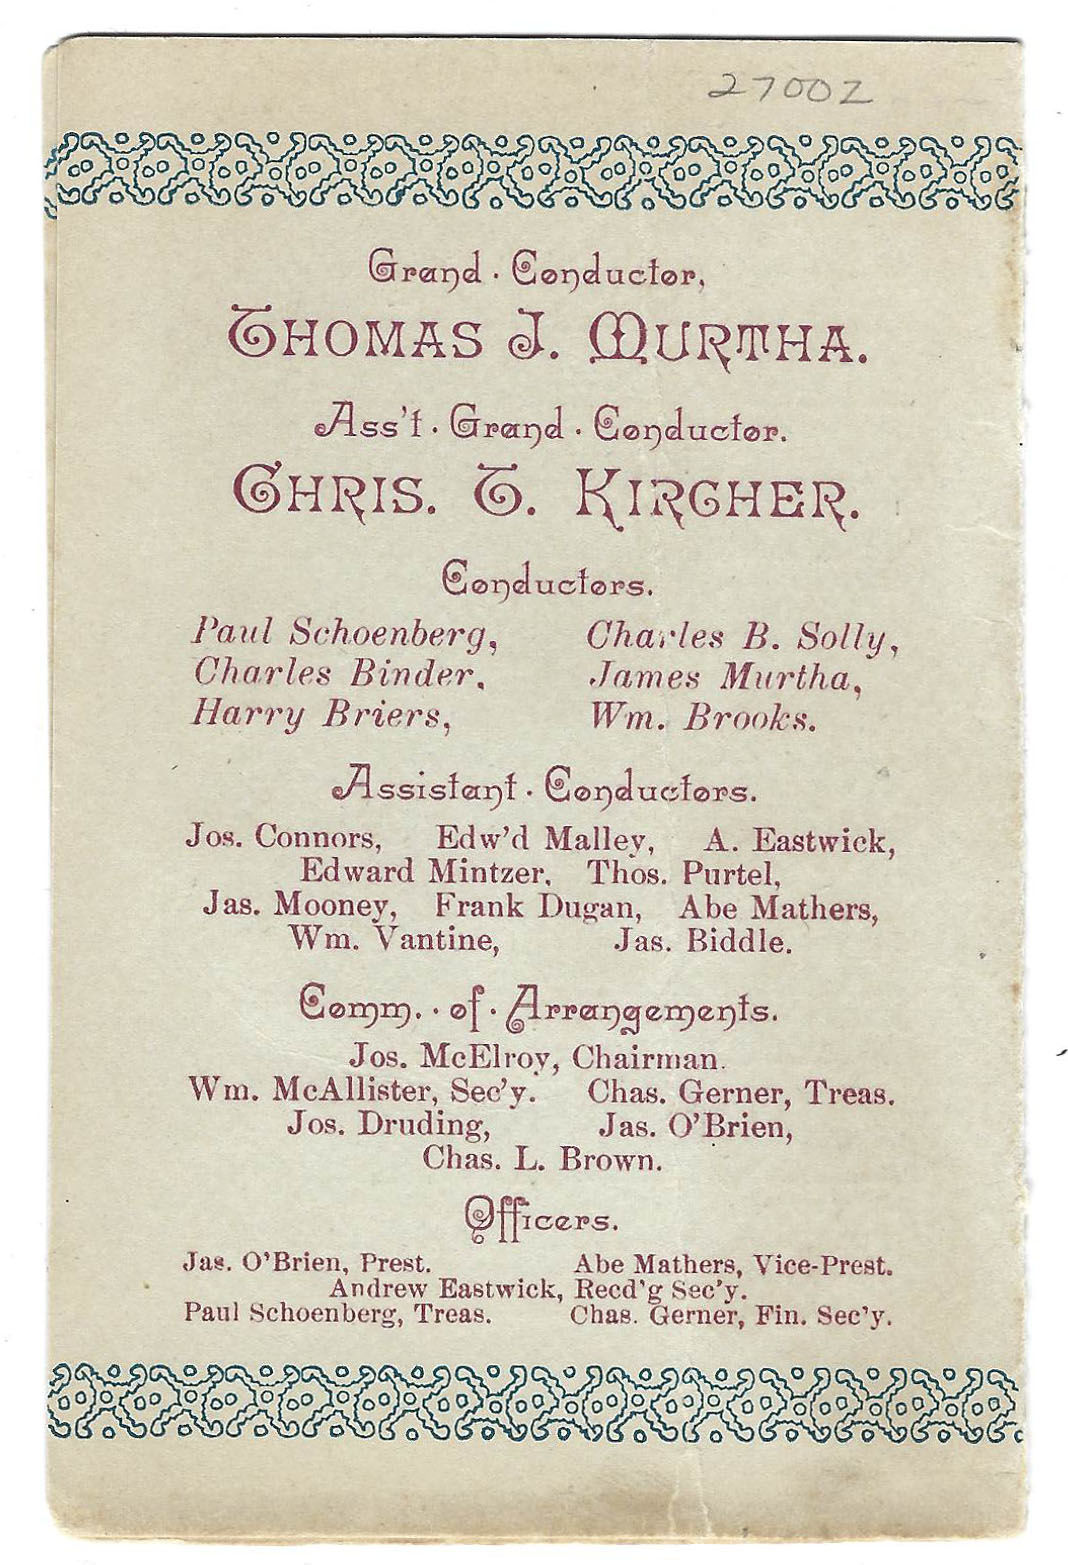 27002
Grand · Conductor,
THOMAS J. MURTHA.
Ass't · Grand · Conductor.
CHRIS. T. KIRCHER.
Conductors.
Paul Schoenberg, Charles B. Solly,
Charles Binder, James Murtha,
Harry Briers, Wm. Brooks.
Assistant · Conductors.
Jos. Connors, Edw'd Malley, A. Eastwick,
Edward Mintzer, Thos. Purtel,
Jas. Mooney, Frank Dugan, Abe Mathers,
Wm. Vantine, Jas. Biddle.
Comm. · of · Arrangements.
Jos. McElroy, Chairman.
Wm. McAllister, Sec'y. Chas. Gerner, Treas.
Jos. Druding, Jas. O'Brien,
Chas. L. Brown.
Officers.
Jas. O'Brien, Prest. Abe Mathers, Vice-Prest.
Andrew Eastwick, Recd'g Sec'y.
Paul Schoenberg, Treas. Chas. Gerner, Fin. Sec'y.